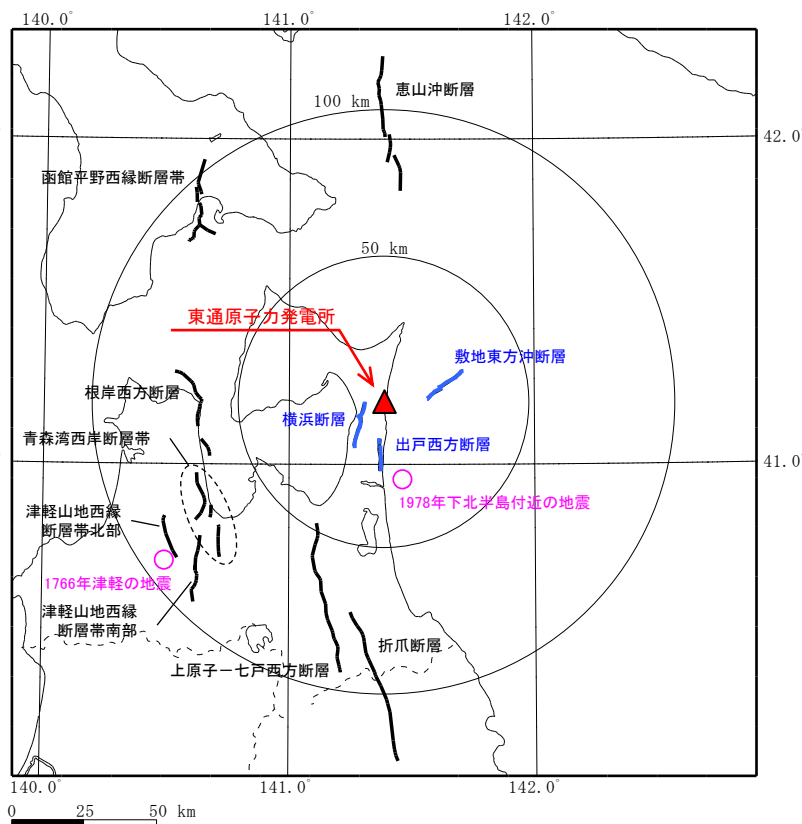 140.0°
141.0°
142.0°
恵山沖断層
100 km
42.0
函館平野西縁断層帯
50 km
東通原子力発電所
敷地東方沖断層
根岸西方断層
横浜断層
青森湾西岸断層帯
出戸西方断層
41.0
1978年下北半島付近の地震
津軽山地西縁
断層帯北部
1766年津軽の地震
津軽山地西縁
断層帯南部
折爪断層
上原子－七戸西方断層
140.0°
141.0°
142.0°
0 25 50 km